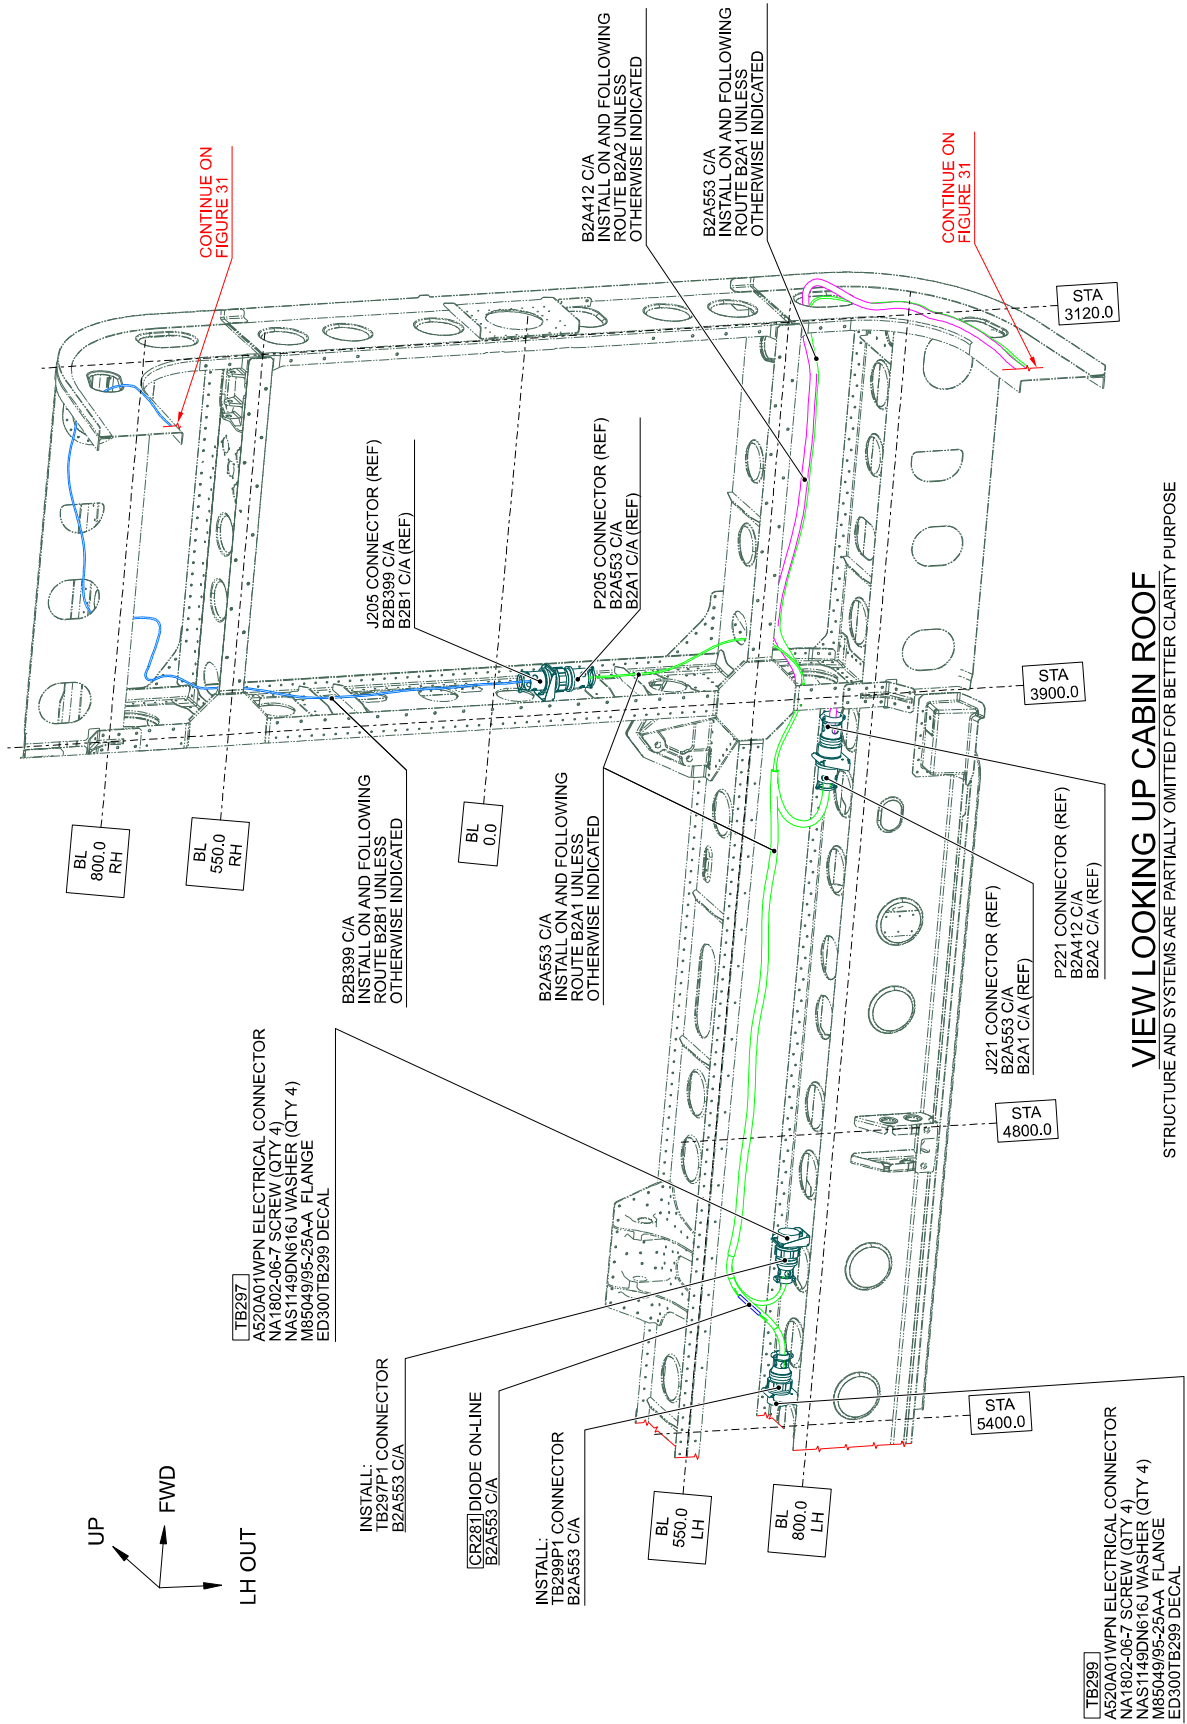 CONTINUE ON
FIGURE 31
B2A412 C/A
INSTALL ON AND FOLLOWING
ROUTE B2A2 UNLESS
OTHERWISE INDICATED
B2A553 C/A
INSTALL ON AND FOLLOWING
ROUTE B2A1 UNLESS
OTHERWISE INDICATED
CONTINUE ON
FIGURE 31
STA
3120.0
J205 CONNECTOR (REF)
B2B399 C/A
B2B1 C/A (REF)
P205 CONNECTOR (REF)
B2A553 C/A
B2A1 C/A (REF)
STA
3900.0
BL
800.0
RH
BL
550.0
RH
BL
0.0
B2B399 C/A
INSTALL ON AND FOLLOWING
ROUTE B2B1 UNLESS
OTHERWISE INDICATED
B2A553 C/A
INSTALL ON AND FOLLOWING
ROUTE B2A1 UNLESS
OTHERWISE INDICATED
J221 CONNECTOR (REF)
B2A553 C/A
B2A1 C/A (REF)
P221 CONNECTOR (REF)
B2A412 C/A
B2A2 C/A (REF)
STA
4800.0
TB297
A520A01WPN ELECTRICAL CONNECTOR
NA1802-06-7 SCREW (QTY 4)
NAS1149DN616J WASHER (QTY 4)
M85049/95-25A-A FLANGE
ED300TB299 DECAL
INSTALL:
TB297P1 CONNECTOR
B2A553 C/A
CR281 DIODE ON-LINE
B2A553 C/A
INSTALL:
TB299P1 CONNECTOR
B2A553 C/A
STA
5400.0
BL
550.0
LH
BL
800.0
LH
UP
FWD
LH OUT
TB299
A520A01WPN ELECTRICAL CONNECTOR
NA1802-06-7 SCREW (QTY 4)
NAS1149DN616J WASHER (QTY 4)
M85049/95-25A-A FLANGE
ED300TB299 DECAL
VIEW LOOKING UP CABIN ROOF
STRUCTURE AND SYSTEMS ARE PARTIALLY OMITTED FOR BETTER CLARITY PURPOSE